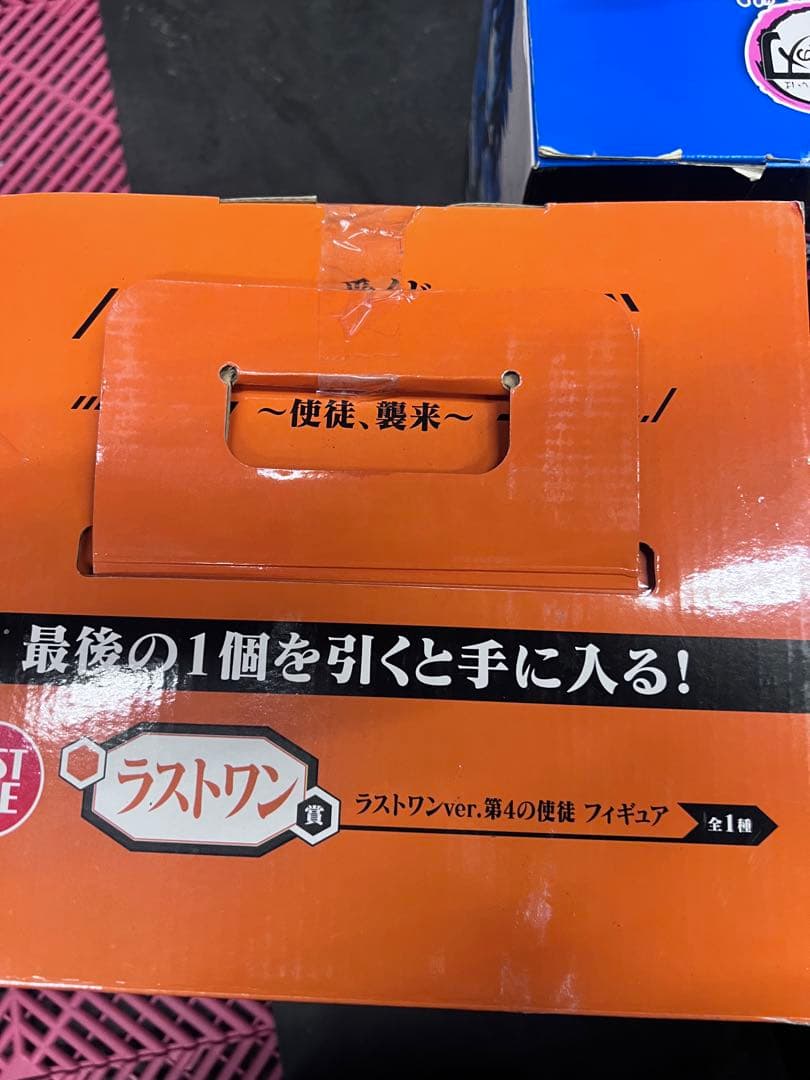 ～使徒、襲来～
最後の1個を引くと手に入る!
ラストワン
賞
ラストワンver.第4の使徒 フィギュア
全1種